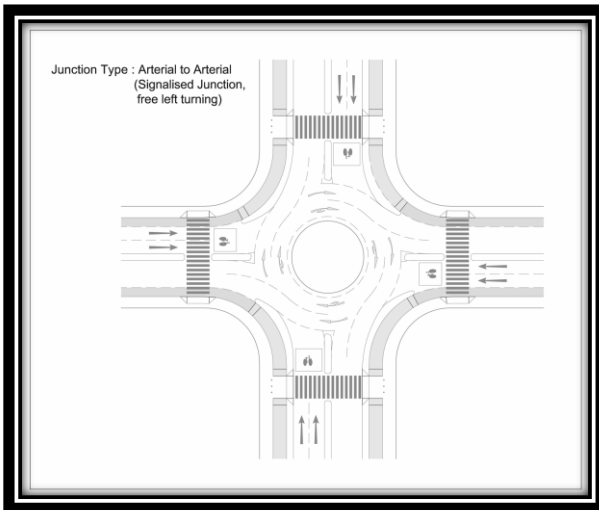 Junction Type : Arterial to Arterial
(Signalised Junction,
free left turning)